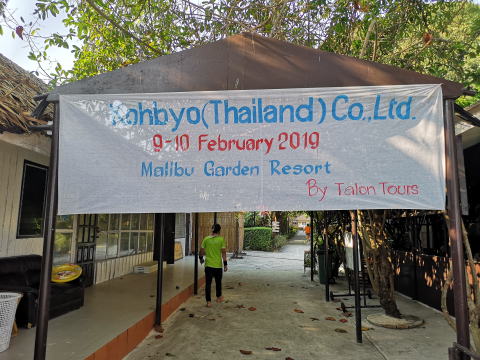 Kohbyo(Thailand) Co.,Ltd.
9-10 February 2019
Malibu Garden Resort
By Talon Tours